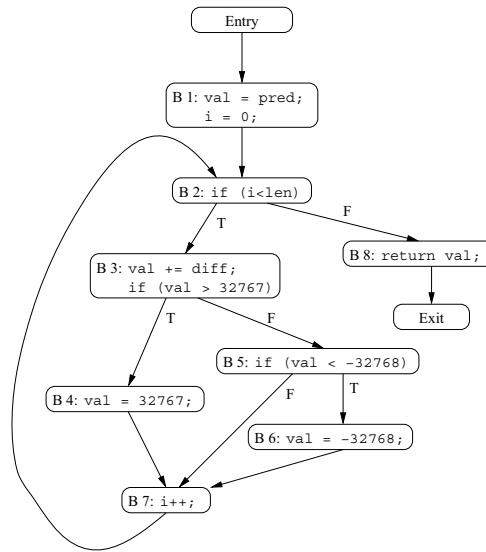 Entry
B 1: val = pred;
i = 0;
B 2: if (i<len)
T
F
B 3: val += diff;
if (val > 32767)
B 8: return val;
T
F
Exit
B 5: if (val < -32768)
B 4: val = 32767;
F
T
B 6: val = -32768;
B 7: i++;